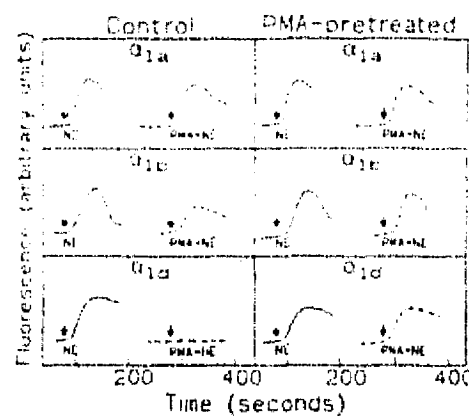 Control PMA-pretreated
α1a α1a
NE PMA+NE NE PMA+NE
α1b α1b
NE PMA+NE NE PMA+NE
α1d α1d
NE PMA+NE NE PMA+NE
200 400 200 400
Time (seconds)
Fluorescence (arbitrary units)